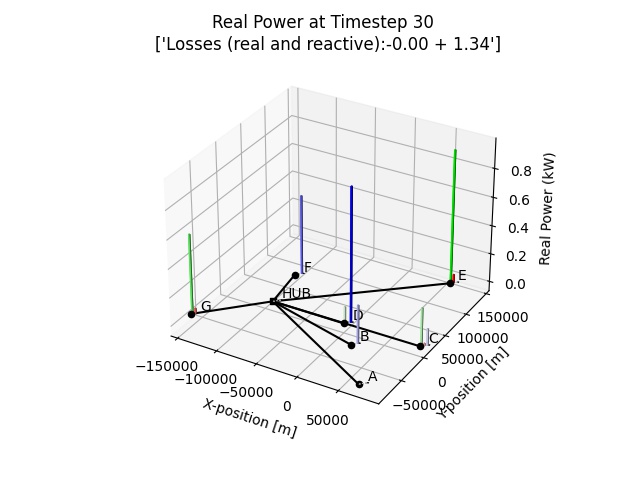 Real Power at Timestep 30
['Losses (real and reactive):-0.00 + 1.34']
Real Power (kW)
0.8
0.6
0.4
0.2
0.0
F
E
HUB
G
D
B
C
A
150000
100000
50000
0
−50000
Y-position [m]
−150000
−100000
−50000
0
50000
X-position [m]